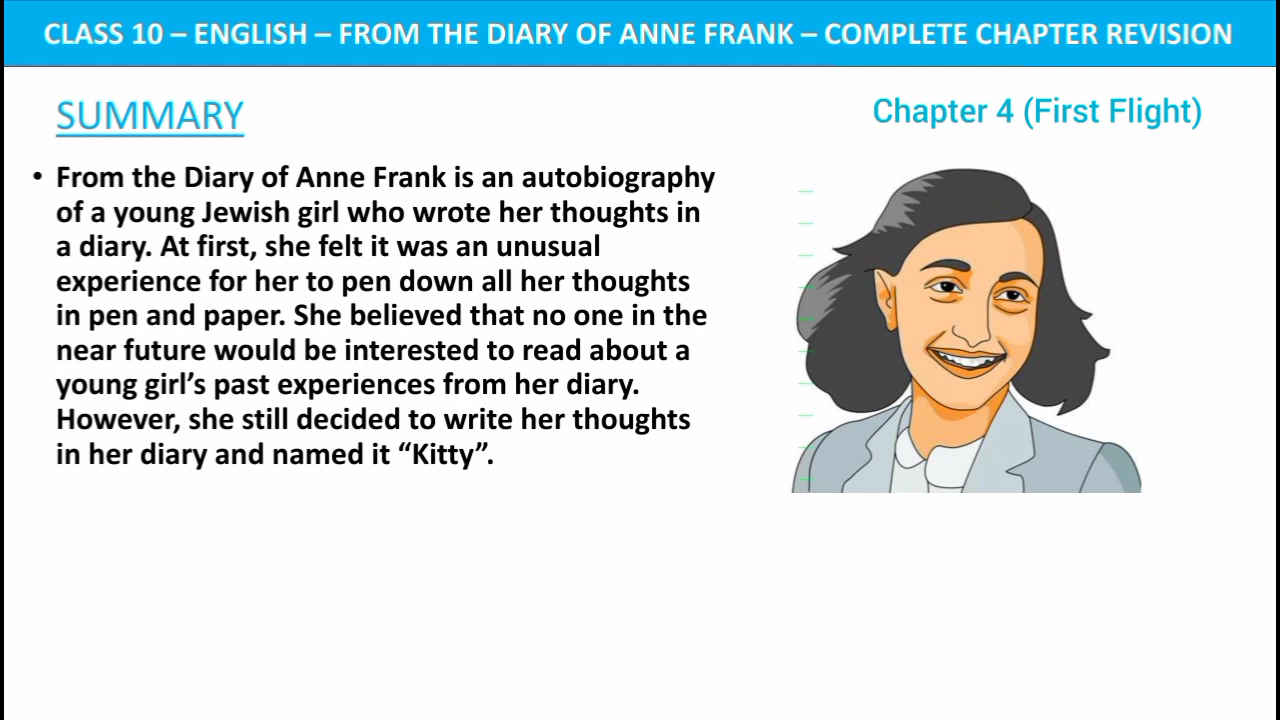 CLASS 10 – ENGLISH – FROM THE DIARY OF ANNE FRANK – COMPLETE CHAPTER REVISION
SUMMARY
Chapter 4 (First Flight)
• From the Diary of Anne Frank is an autobiography
of a young Jewish girl who wrote her thoughts in
a diary. At first, she felt it was an unusual
experience for her to pen down all her thoughts
in pen and paper. She believed that no one in the
near future would be interested to read about a
young girl’s past experiences from her diary.
However, she still decided to write her thoughts
in her diary and named it “Kitty”.